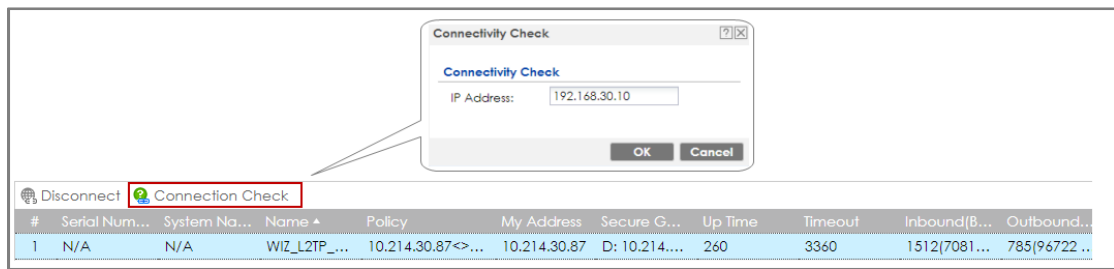 Connectivity Check
Connectivity Check
IP Address: 192.168.30.10
OK Cancel
Disconnect Connection Check
# Serial Num... System Na... Name Policy My Address Secure G... Up Time Timeout Inbound(B... Outbound...
1 N/A N/A WIZ_L2TP_... 10.214.30.87<>... 10.214.30.87 D: 10.214.... 260 3360 1512(7081... 785(96722 ...